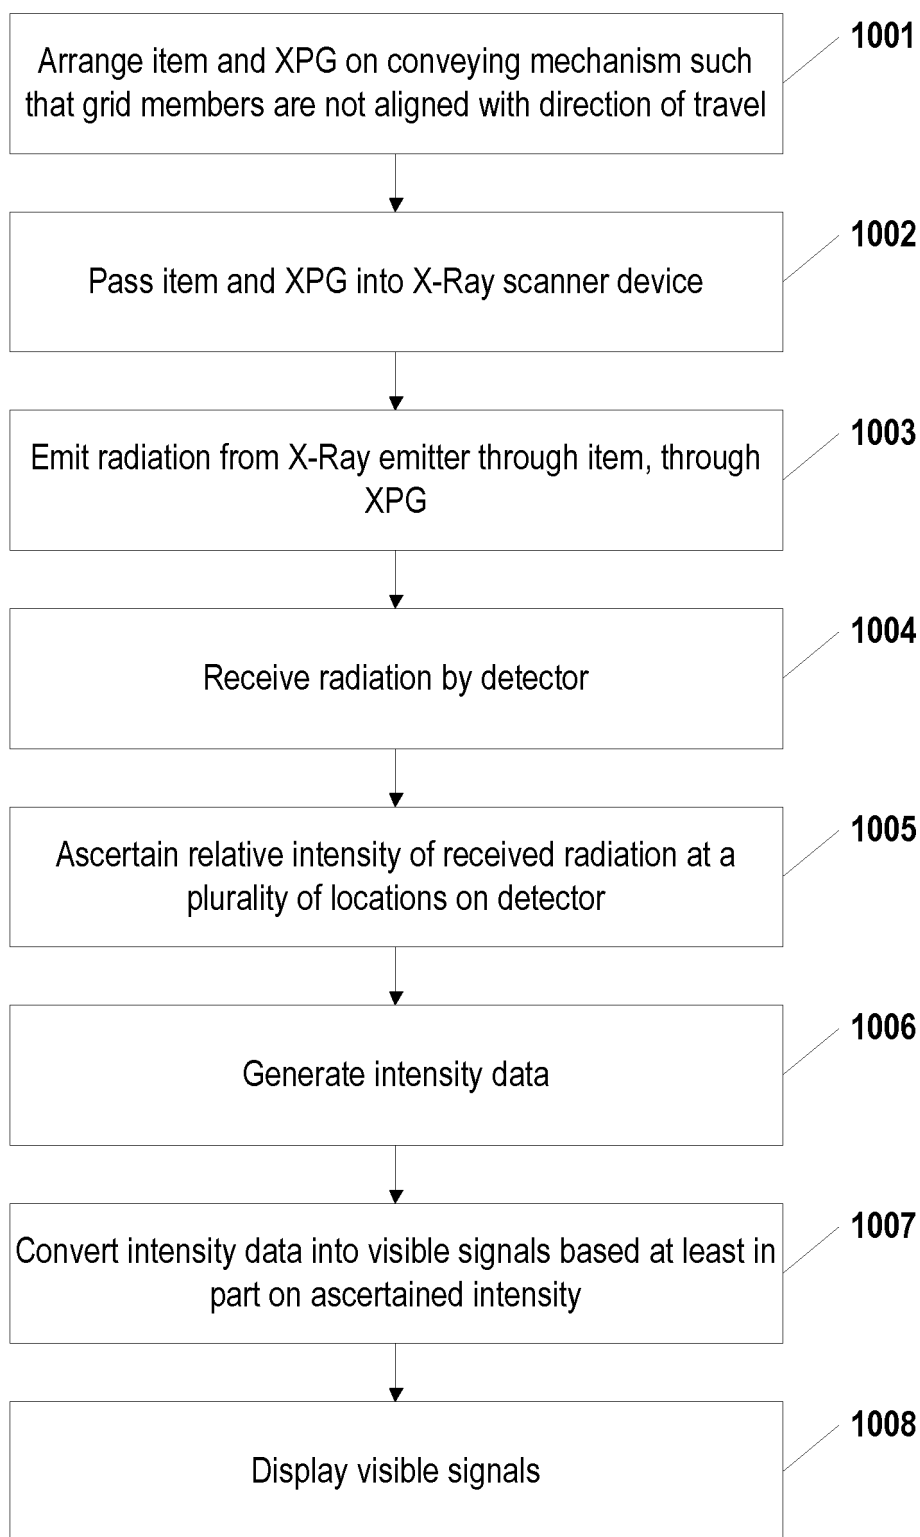 1001
Arrange item and XPG on conveying mechanism such
that grid members are not aligned with direction of travel
1002
Pass item and XPG into X-Ray scanner device
1003
Emit radiation from X-Ray emitter through item, through
XPG
1004
Receive radiation by detector
1005
Ascertain relative intensity of received radiation at a
plurality of locations on detector
1006
Generate intensity data
1007
Convert intensity data into visible signals based at least in
part on ascertained intensity
1008
Display visible signals